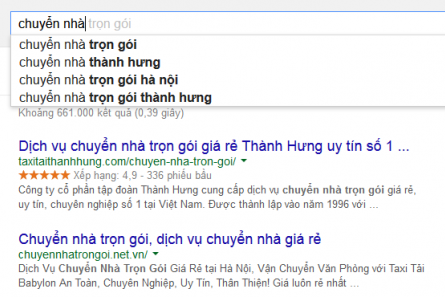 chuyển nhà trọn gói
chuyển nhà trọn gói
chuyển nhà thành hưng
chuyển nhà trọn gói hà nội
chuyển nhà trọn gói thành hưng
Khoảng 661.000 kết quả (0,39 giây)
Dịch vụ chuyển nhà trọn gói giá rẻ Thành Hưng uy tín số 1 ...
taxitaithanhhung.com/chuyen-nha-tron-goi/
Xếp hạng: 4,9 - 336 phiếu bầu
Công ty cổ phần tập đoàn Thành Hưng cung cấp dịch vụ chuyển nhà trọn gói giá rẻ,
uy tín, chuyên nghiệp số 1 tại Việt Nam. Được thành lập vào năm 1996 với ...
Chuyển nhà trọn gói, dịch vụ chuyển nhà giá rẻ
chuyennhatrongoi.net.vn/
Dịch Vụ Chuyển Nhà Trọn Gói Giá Rẻ tại Hà Nội, Vận Chuyển Văn Phòng với Taxi Tải
Babylon An Toàn, Chuyên Nghiệp, Uy Tín, Thân Thiện! Giá luôn rẻ nhất ...